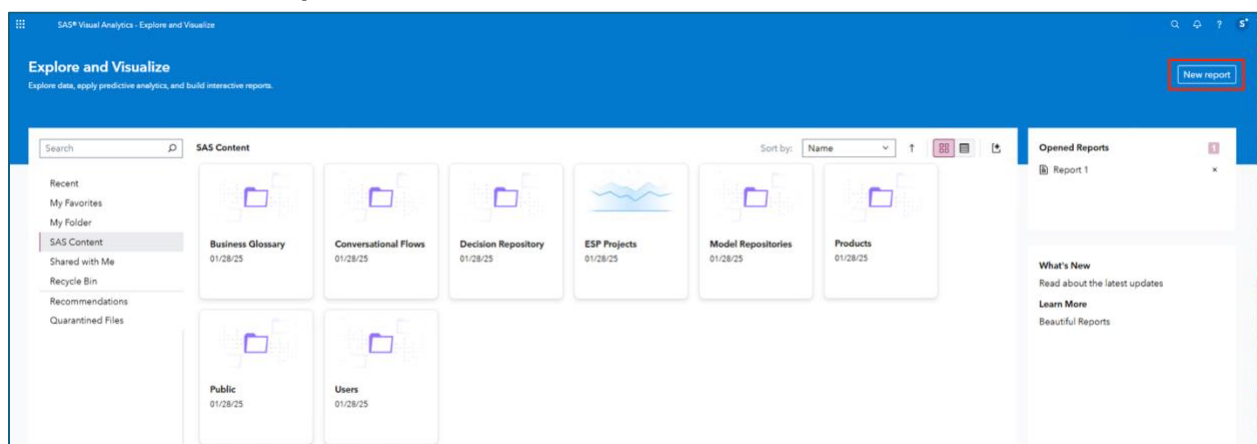 SAS® Visual Analytics - Explore and Visualize
?
S
Explore and Visualize
Explore data, apply predictive analytics, and build interactive reports.
New report
Search
SAS Content
Sort by:
Name
Recent
My Favorites
My Folder
SAS Content
Shared with Me
Recycle Bin
Recommendations
Quarantined Files
Business Glossary
01/28/25
Conversational Flows
01/28/25
Decision Repository
01/28/25
ESP Projects
01/28/25
Model Repositories
01/28/25
Products
01/28/25
Public
01/28/25
Users
01/28/25
Opened Reports
1
Report 1
What's New
Read about the latest updates
Learn More
Beautiful Reports